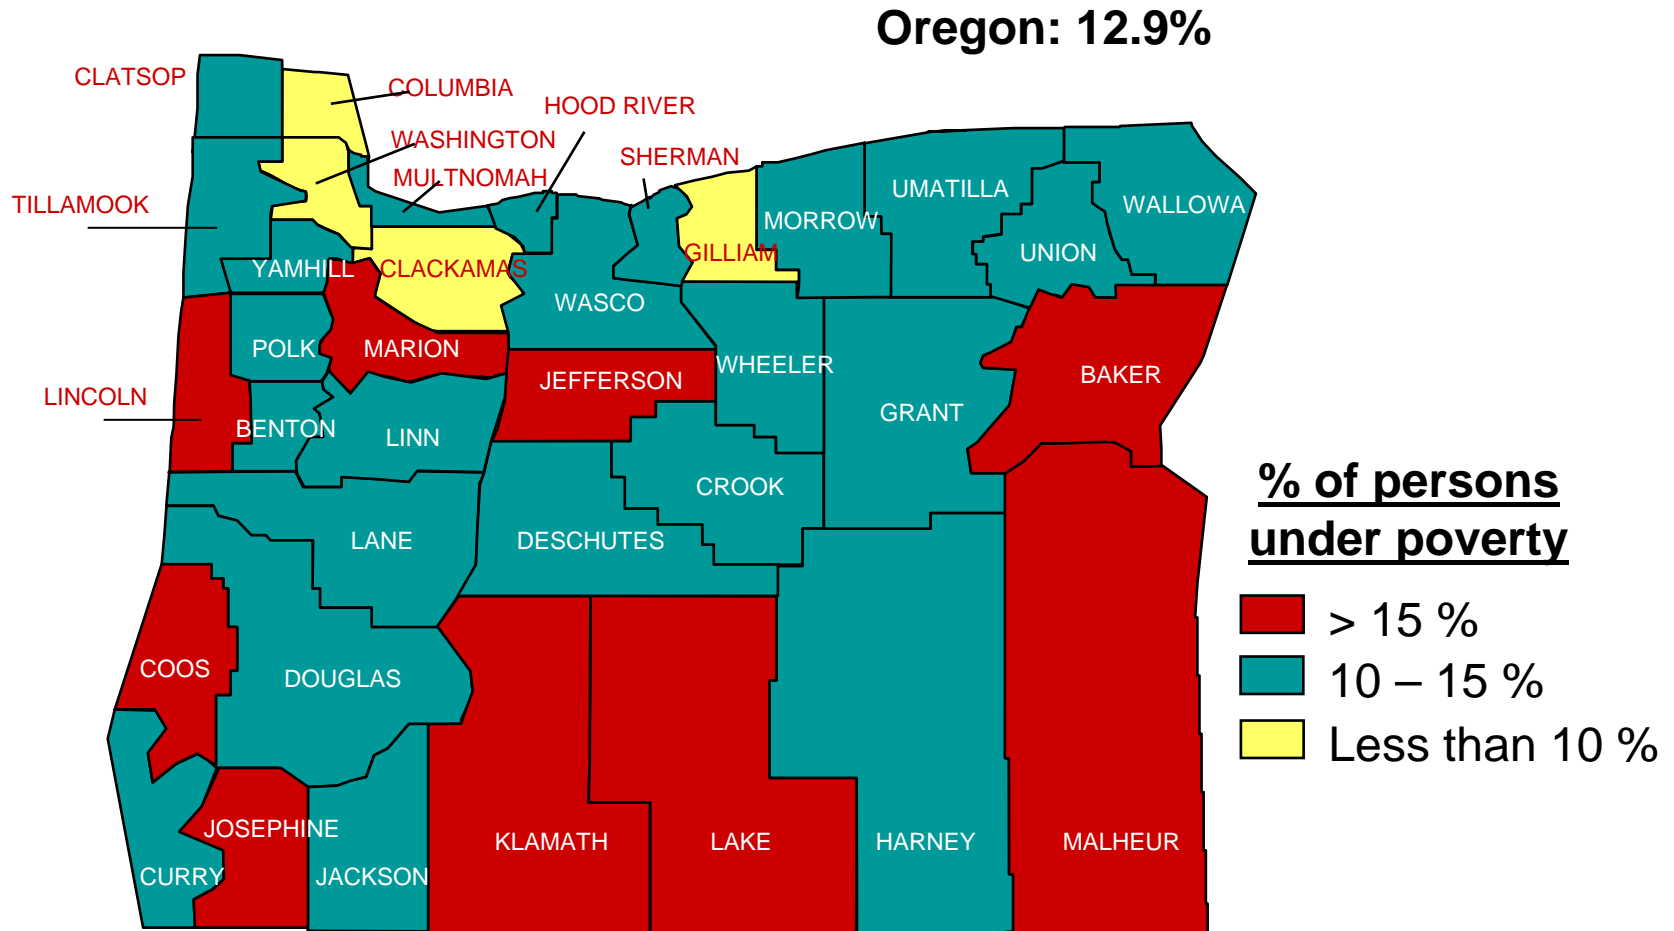 Oregon: 12.9%
CLATSOP
COLUMBIA
HOOD RIVER
WASHINGTON
SHERMAN
MULTNOMAH
UMATILLA
TILLAMOOK
WALLOWA
MORROW
UNION
GILLIAM
YAMHILL
CLACKAMAS
WASCO
POLK
MARION
WHEELER
JEFFERSON
BAKER
LINCOLN
GRANT
BENTON
LINN
CROOK
LANE
DESCHUTES
% of persons
under poverty
> 15 %
10 – 15 %
Less than 10 %
COOS
DOUGLAS
JOSEPHINE
KLAMATH
LAKE
HARNEY
MALHEUR
CURRY
JACKSON